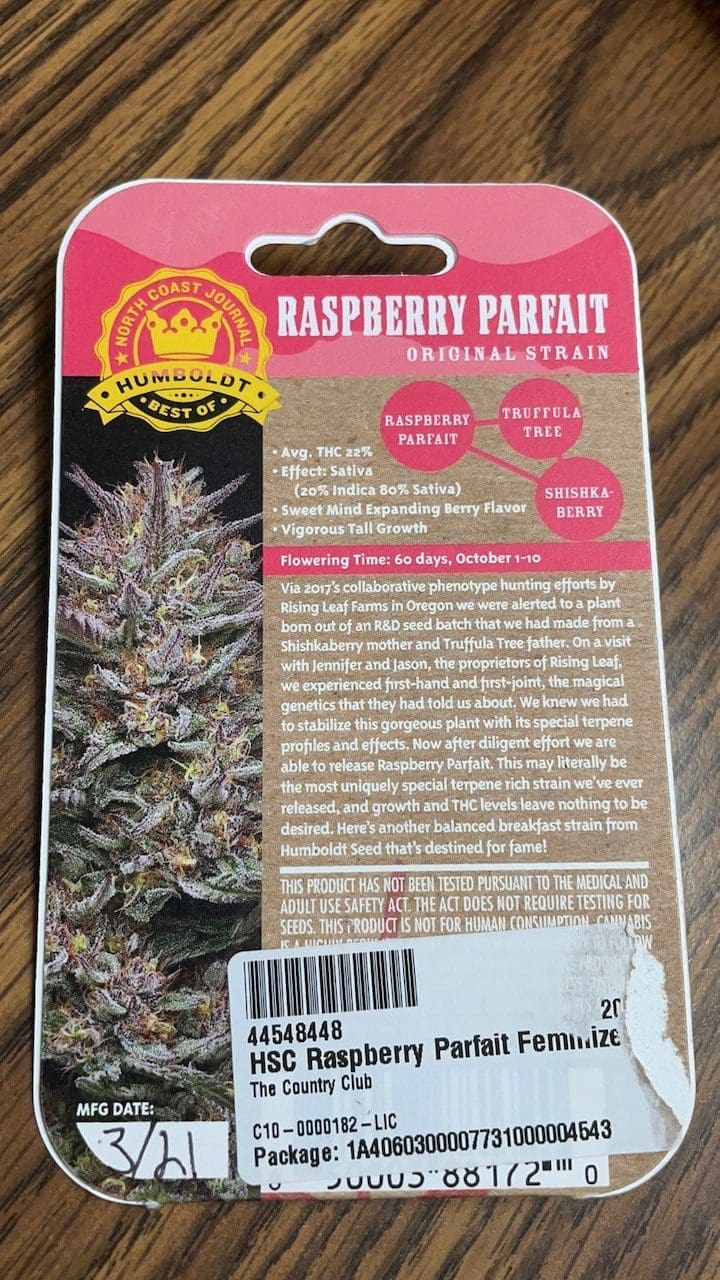 NORTH COAST JOURNAL
HUMBOLDT
BEST OF
RASPBERRY PARFAIT
ORIGINAL STRAIN
RASPBERRY
PARFAIT
TRUFFULA
TREE
SHISHKA-
BERRY
• Avg. THC 22%
• Effect: Sativa
(20% Indica 80% Sativa)
• Sweet Mind Expanding Berry Flavor
• Vigorous Tall Growth
Flowering Time: 60 days, October 1-10
Via 2017's collaborative phenotype hunting efforts by
Rising Leaf Farms in Oregon we were alerted to a plant
born out of an R&D seed batch that we had made from a
Shishkaberry mother and Truffula Tree father. On a visit
with Jennifer and Jason, the proprietors of Rising Leaf,
we experienced first-hand and first-joint, the magical
genetics that they had told us about. We knew we had
to stabilize this gorgeous plant with its special terpene
profiles and effects. Now after diligent effort we are
able to release Raspberry Parfait. This may literally be
the most uniquely special terpene rich strain we've ever
released, and growth and THC levels leave nothing to be
desired. Here's another balanced breakfast strain from
Humboldt Seed that's destined for fame!
THIS PRODUCT HAS NOT BEEN TESTED PURSUANT TO THE MEDICAL AND
ADULT USE SAFETY ACT. THE ACT DOES NOT REQUIRE TESTING FOR
SEEDS. THIS PRODUCT IS NOT FOR HUMAN CONSUMPTION. CANNABIS
IS A HIGHLY
44548448
HSC Raspberry Parfait Feminize
The Country Club
C10-0000182-LIC
Package: 1A4060300007731000004543
MFG DATE:
3/21